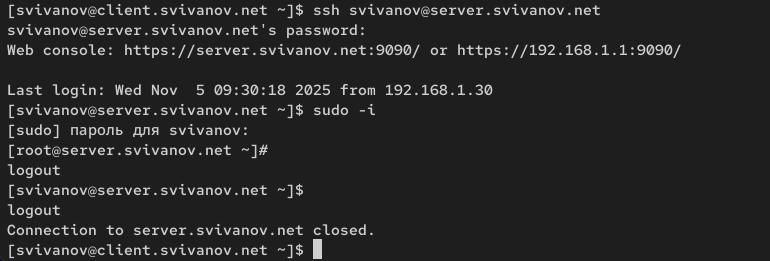 [svivanov@client.svivanov.net ~]$ ssh svivanov@server.svivanov.net
svivanov@server.svivanov.net's password:
Web console: https://server.svivanov.net:9090/ or https://192.168.1.1:9090/

Last login: Wed Nov  5 09:30:18 2025 from 192.168.1.30
[svivanov@server.svivanov.net ~]$ sudo -i
[sudo] пароль для svivanov:
[root@server.svivanov.net ~]#
logout
[svivanov@server.svivanov.net ~]$
logout
Connection to server.svivanov.net closed.
[svivanov@client.svivanov.net ~]$